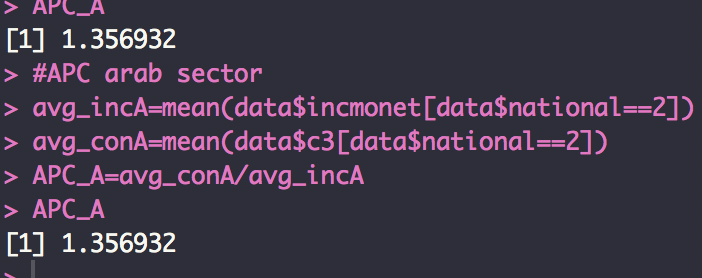 > APC_A
[1] 1.356932
> #APC arab sector
> avg_incA=mean(data$incmonet[data$national==2])
> avg_conA=mean(data$c3[data$national==2])
> APC_A=avg_conA/avg_incA
> APC_A
[1] 1.356932
>